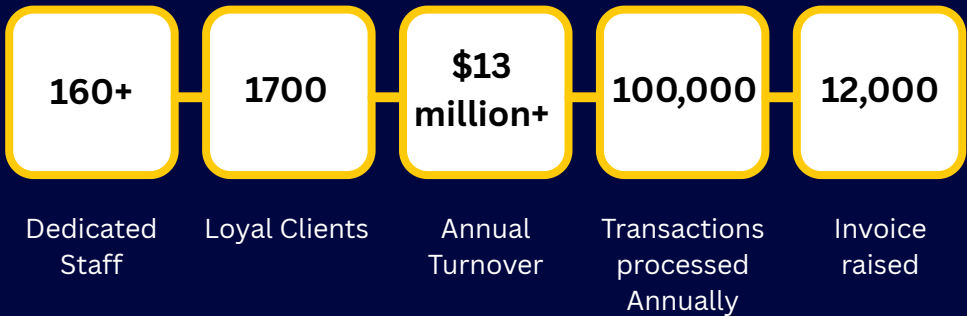 160+
1700
$13
million+
100,000
12,000
Dedicated
Staff
Loyal Clients
Annual
Turnover
Transactions
processed
Annually
Invoice
raised